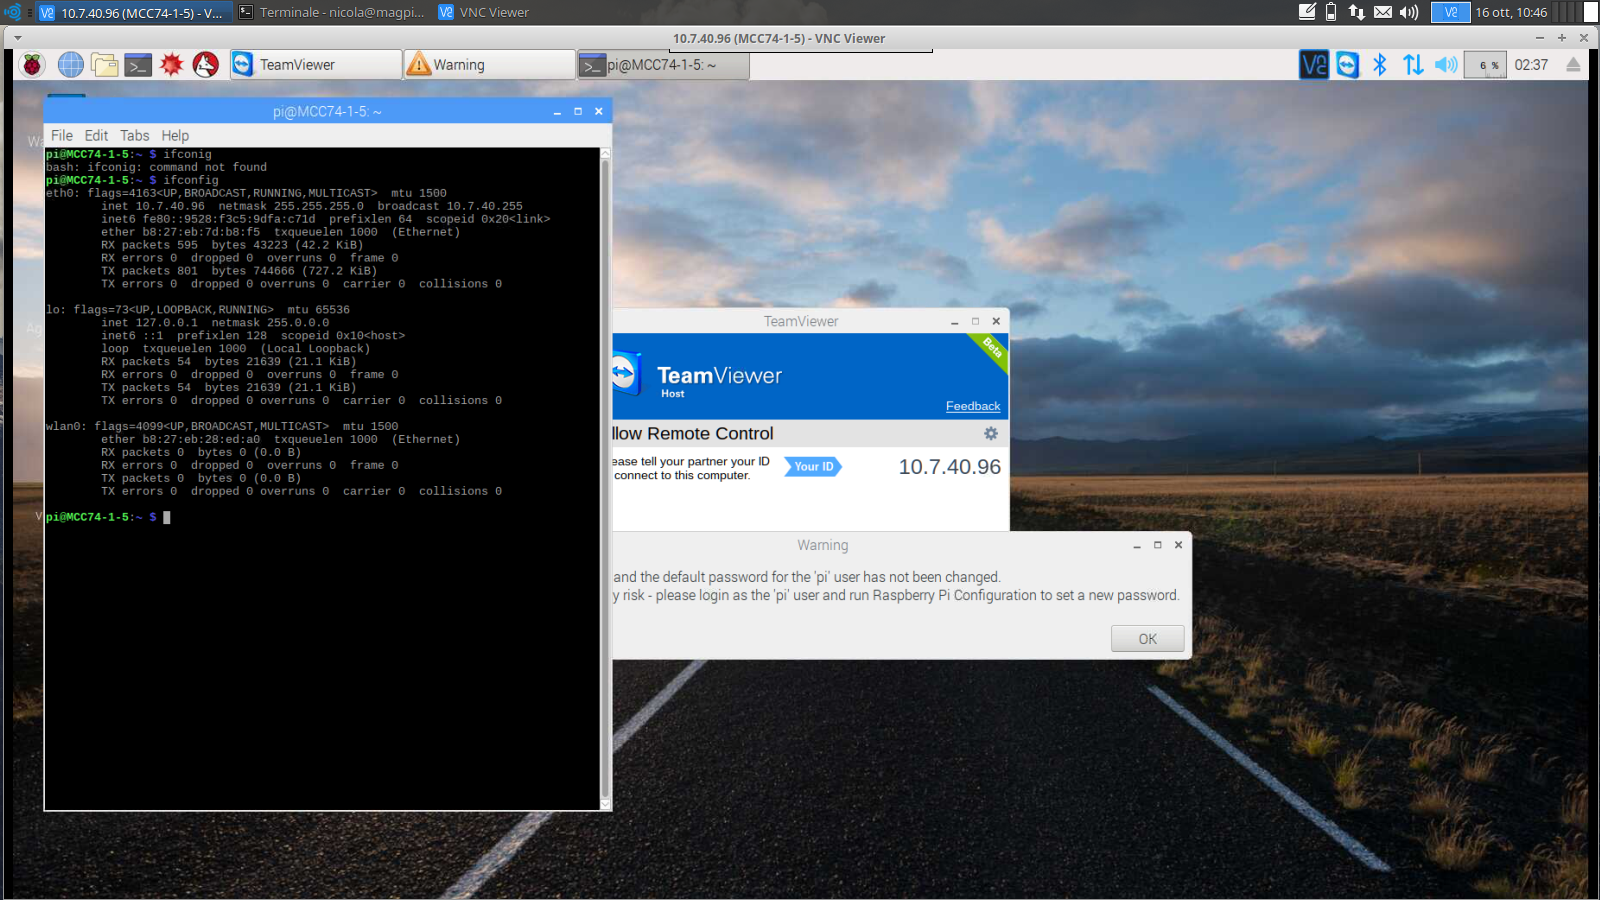 10.7.40.96 (MCC74-1-5) - V...
Terminale - nicola@magpi...
VNC Viewer
16 ott, 10:46
10.7.40.96 (MCC74-1-5) - VNC Viewer
TeamViewer
Warning
pi@MCC74-1-5: ~
6 %
02:37
pi@MCC74-1-5: ~
File Edit Tabs Help
pi@MCC74-1-5:~ $ ifconig
bash: ifconig: command not found
pi@MCC74-1-5:~ $ ifconfig
eth0: flags=4163<UP,BROADCAST,RUNNING,MULTICAST>  mtu 1500
inet 10.7.40.96  netmask 255.255.255.0  broadcast 10.7.40.255
inet6 fe80::9528:f3c5:9dfa:c71d  prefixlen 64  scopeid 0x20<link>
ether b8:27:eb:7d:b8:f5  txqueuelen 1000  (Ethernet)
RX packets 595  bytes 43223 (42.2 KiB)
RX errors 0  dropped 0  overruns 0  frame 0
TX packets 801  bytes 744666 (727.2 KiB)
TX errors 0  dropped 0 overruns 0  carrier 0  collisions 0
lo: flags=73<UP,LOOPBACK,RUNNING>  mtu 65536
inet 127.0.0.1  netmask 255.0.0.0
inet6 ::1  prefixlen 128  scopeid 0x10<host>
loop  txqueuelen 1000  (Local Loopback)
RX packets 54  bytes 21639 (21.1 KiB)
RX errors 0  dropped 0  overruns 0  frame 0
TX packets 54  bytes 21639 (21.1 KiB)
TX errors 0  dropped 0 overruns 0  carrier 0  collisions 0
wlan0: flags=4099<UP,BROADCAST,MULTICAST>  mtu 1500
ether b8:27:eb:28:ed:a0  txqueuelen 1000  (Ethernet)
RX packets 0  bytes 0 (0.0 B)
RX errors 0  dropped 0  overruns 0  frame 0
TX packets 0  bytes 0 (0.0 B)
TX errors 0  dropped 0 overruns 0  carrier 0  collisions 0
pi@MCC74-1-5:~ $
TeamViewer
Beta
TeamViewer
Host
Feedback
llow Remote Control
ease tell your partner your ID
connect to this computer.
Your ID
10.7.40.96
Warning
and the default password for the 'pi' user has not been changed.
y risk - please login as the 'pi' user and run Raspberry Pi Configuration to set a new password.
OK